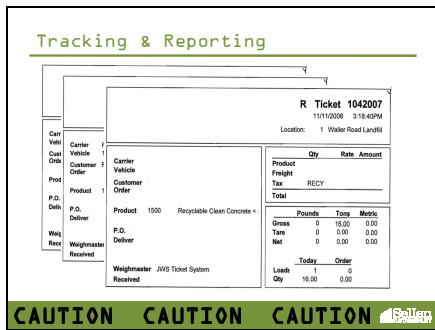 Tracking & Reporting
R Ticket 1042007
11/11/2008 3:18:40PM
Location: 1 Waller Road Landfill
Carrier
Vehicle
Customer
Order
Product 1500 Recyclable Clean Concrete <
P.O.
Deliver
Weighmaster JWS Ticket System
Received
Qty Rate Amount
Product
Freight
Tax RECY
Total
Pounds Tons Metric
Gross 0 16.00 0.00
Tare 0 0.00 0.00
Net 0 0.00 0.00
Today Order
Loads 1 0
Qty 16.00 0.00
Carrier
Vehicle 1
Customer
Order
Product 1
P.O.
Deliver
Weighmaster
Received
CAUTION CAUTION CAUTION
Sellen